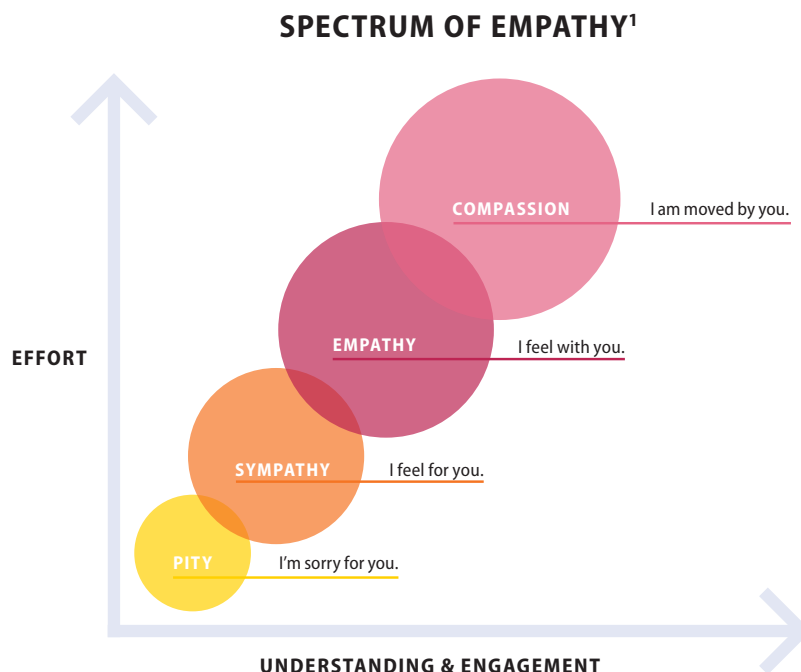 SPECTRUM OF EMPATHY¹
COMPASSION I am moved by you.
EMPATHY I feel with you.
EFFORT
SYMPATHY I feel for you.
PITY I'm sorry for you.
UNDERSTANDING & ENGAGEMENT